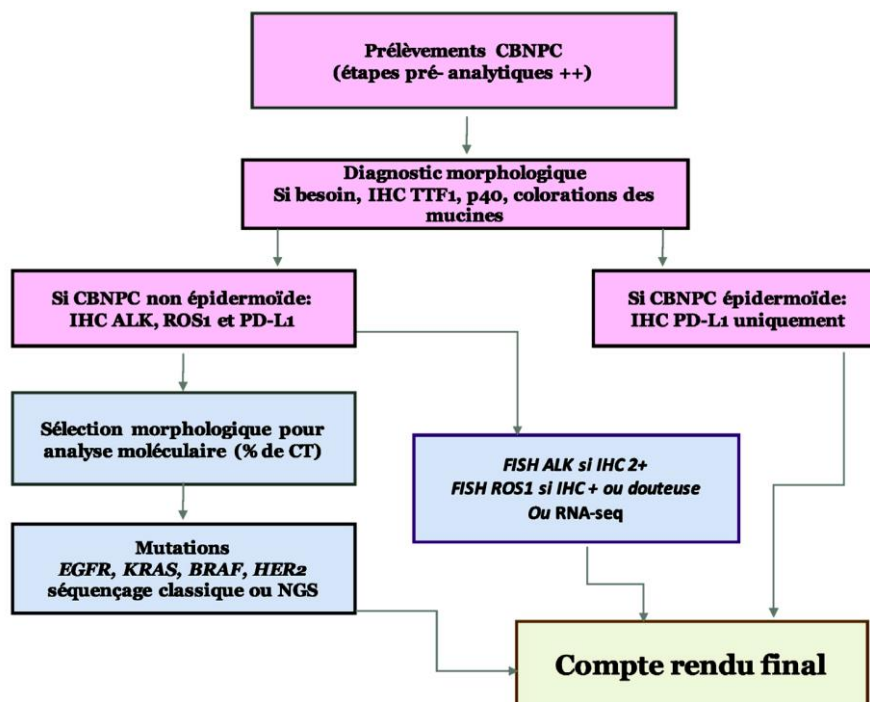 Prélèvements CBNPC
(étapes pré- analytiques ++)
Diagnostic morphologique
Si besoin, IHC TTF1, p40, colorations des
mucines
Si CBNPC non épidermoïde:
IHC ALK, ROS1 et PD-L1
Si CBNPC épidermoïde:
IHC PD-L1 uniquement
Sélection morphologique pour
analyse moléculaire (% de CT)
FISH ALK si IHC 2+
FISH ROS1 si IHC + ou douteuse
Ou RNA-seq
Mutations
EGFR, KRAS, BRAF, HER2
séquençage classique ou NGS
Compte rendu final